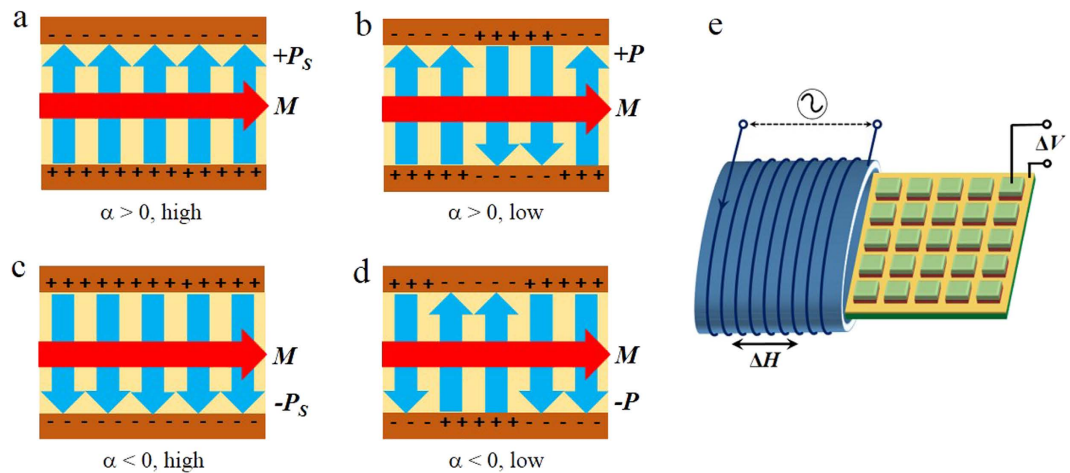 a
+P_S
M
α > 0, high
b
+P
M
α > 0, low
c
M
-P_S
α < 0, high
d
M
-P
α < 0, low
e
ΔV
ΔH